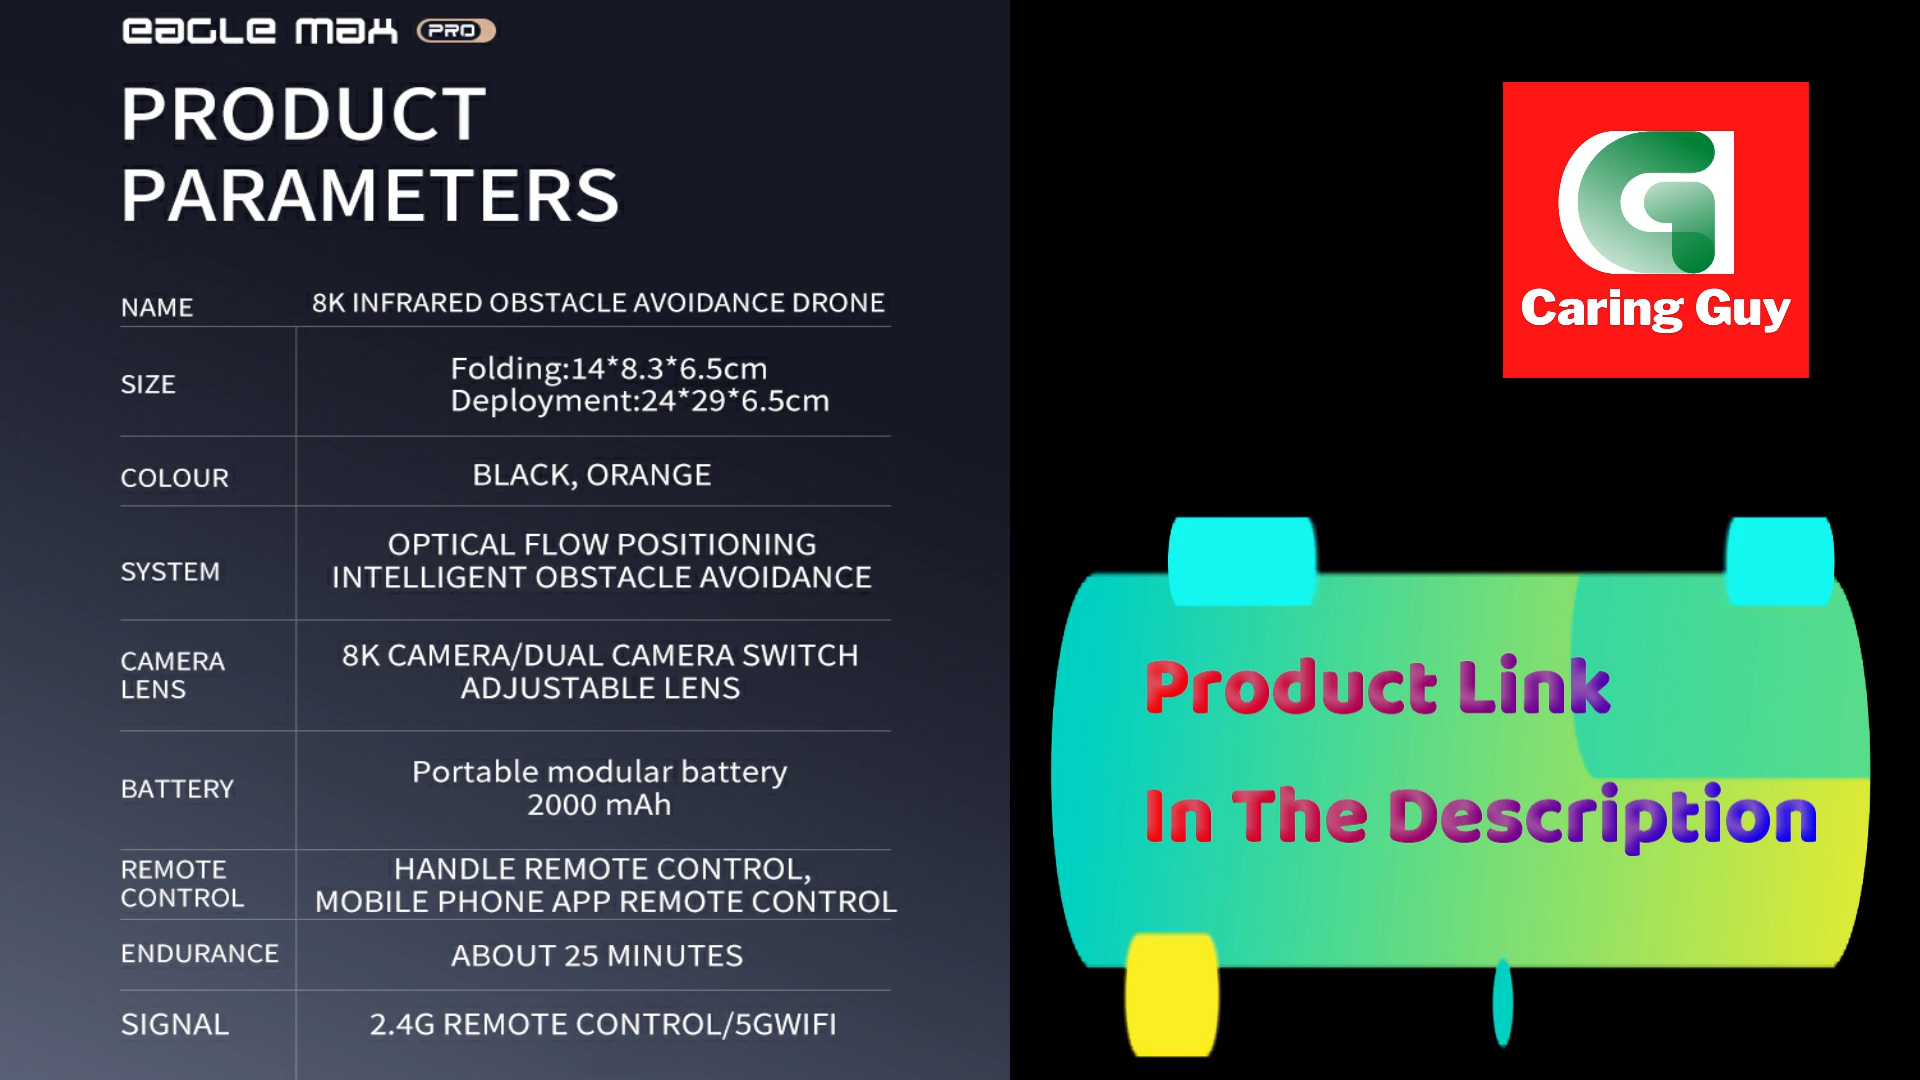 eagle max PRO
PRODUCT
PARAMETERS
NAME
8K INFRARED OBSTACLE AVOIDANCE DRONE
SIZE
Folding:14*8.3*6.5cm
Deployment:24*29*6.5cm
COLOUR
BLACK, ORANGE
SYSTEM
OPTICAL FLOW POSITIONING
INTELLIGENT OBSTACLE AVOIDANCE
CAMERA
LENS
8K CAMERA/DUAL CAMERA SWITCH
ADJUSTABLE LENS
BATTERY
Portable modular battery
2000 mAh
REMOTE
CONTROL
HANDLE REMOTE CONTROL,
MOBILE PHONE APP REMOTE CONTROL
ENDURANCE
ABOUT 25 MINUTES
SIGNAL
2.4G REMOTE CONTROL/5GWIFI
Caring Guy
Product Link
In The Description